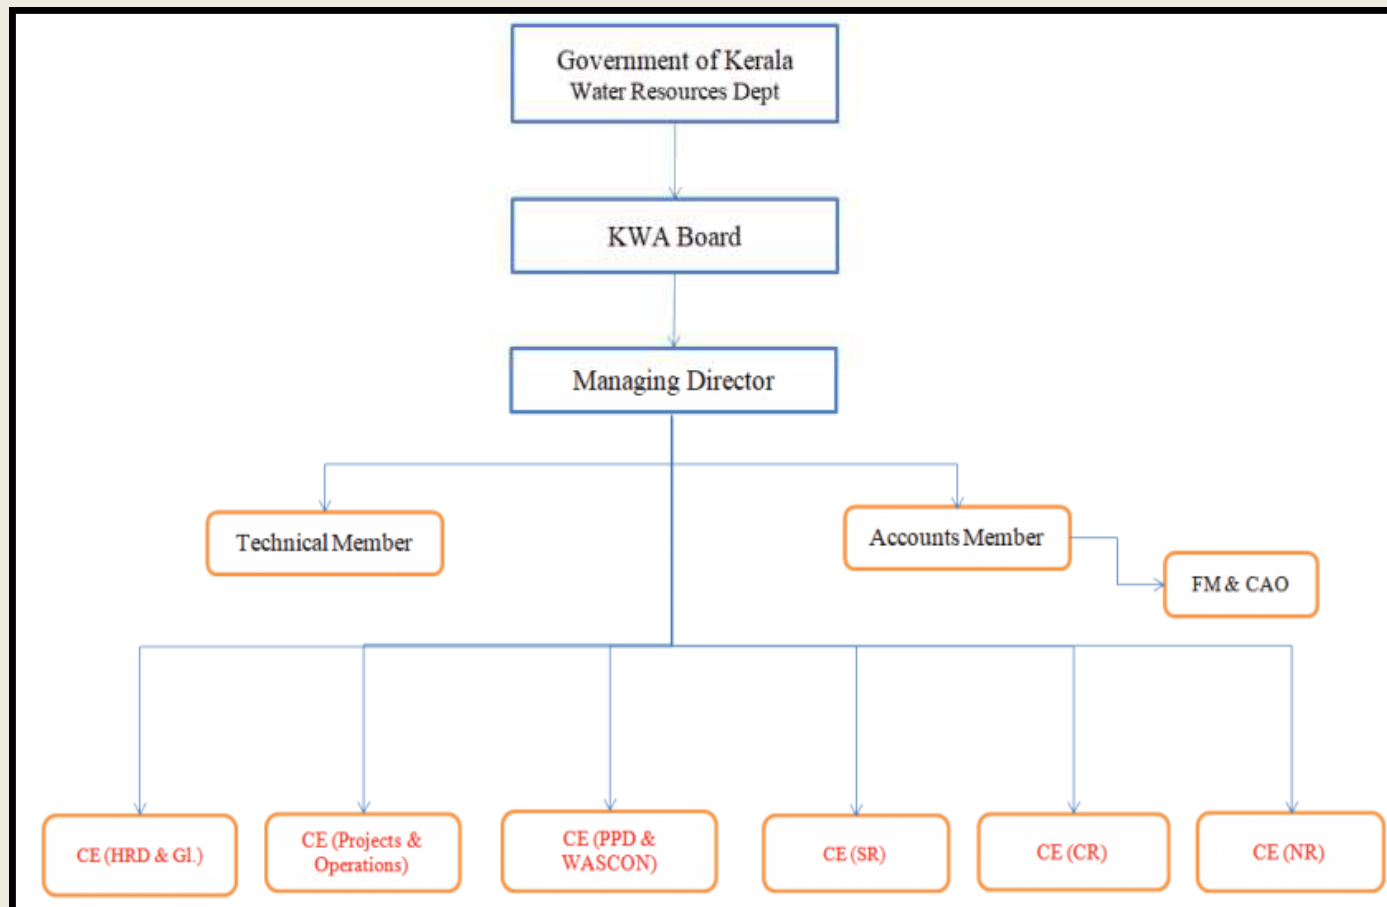 Government of Kerala
Water Resources Dept
KWA Board
Managing Director
Technical Member
Accounts Member
FM & CAO
CE (HRD & Gl.)
CE (Projects &
Operations)
CE (PPD &
WASCON)
CE (SR)
CE (CR)
CE (NR)